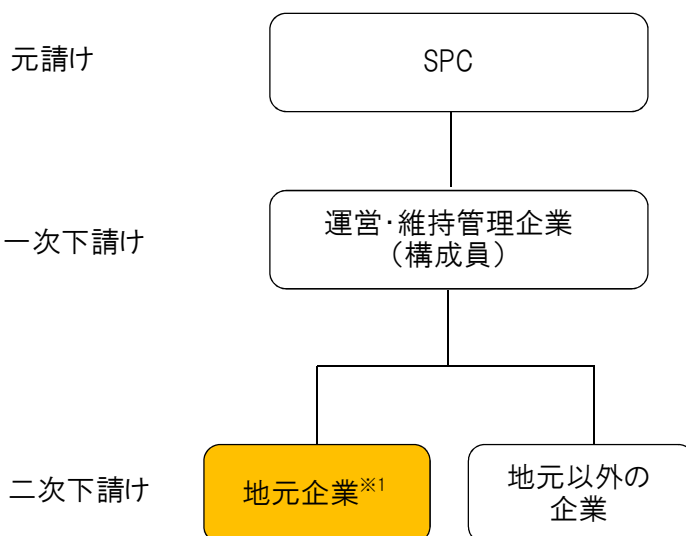 元請け
SPC
一次下請け
運営・維持管理企業
（構成員）
二次下請け
地元企業※1
地元以外の
企業